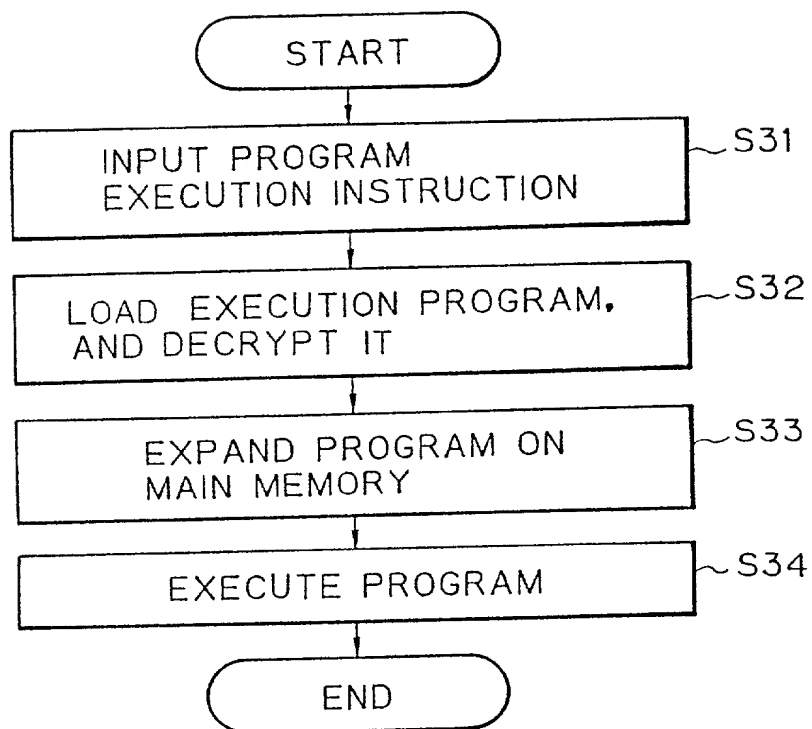 START
INPUT PROGRAM
EXECUTION INSTRUCTION
S31
LOAD EXECUTION PROGRAM.
AND DECRYPT IT
S32
EXPAND PROGRAM ON
MAIN MEMORY
S33
EXECUTE PROGRAM
S34
END